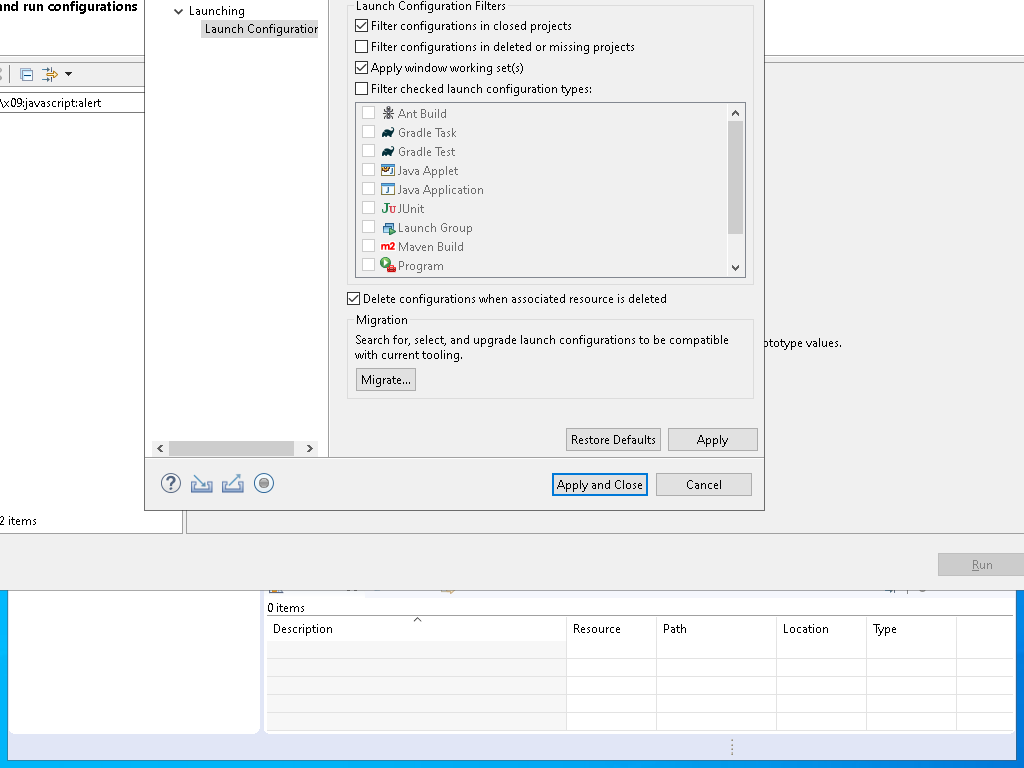 and run configurations
Launching
Launch Configuration
Launch Configuration Filters
Filter configurations in closed projects
Filter configurations in deleted or missing projects
Apply window working set(s)
Filter checked launch configuration types:
\x09:javascript:alert
Ant Build
Gradle Task
Gradle Test
Java Applet
Java Application
JUnit
Launch Group
Maven Build
Program
Delete configurations when associated resource is deleted
Migration
Search for, select, and upgrade launch configurations to be compatible
with current tooling.
ototype values.
Migrate...
Restore Defaults
Apply
Apply and Close
Cancel
2 items
Run
0 items
Description
Resource
Path
Location
Type